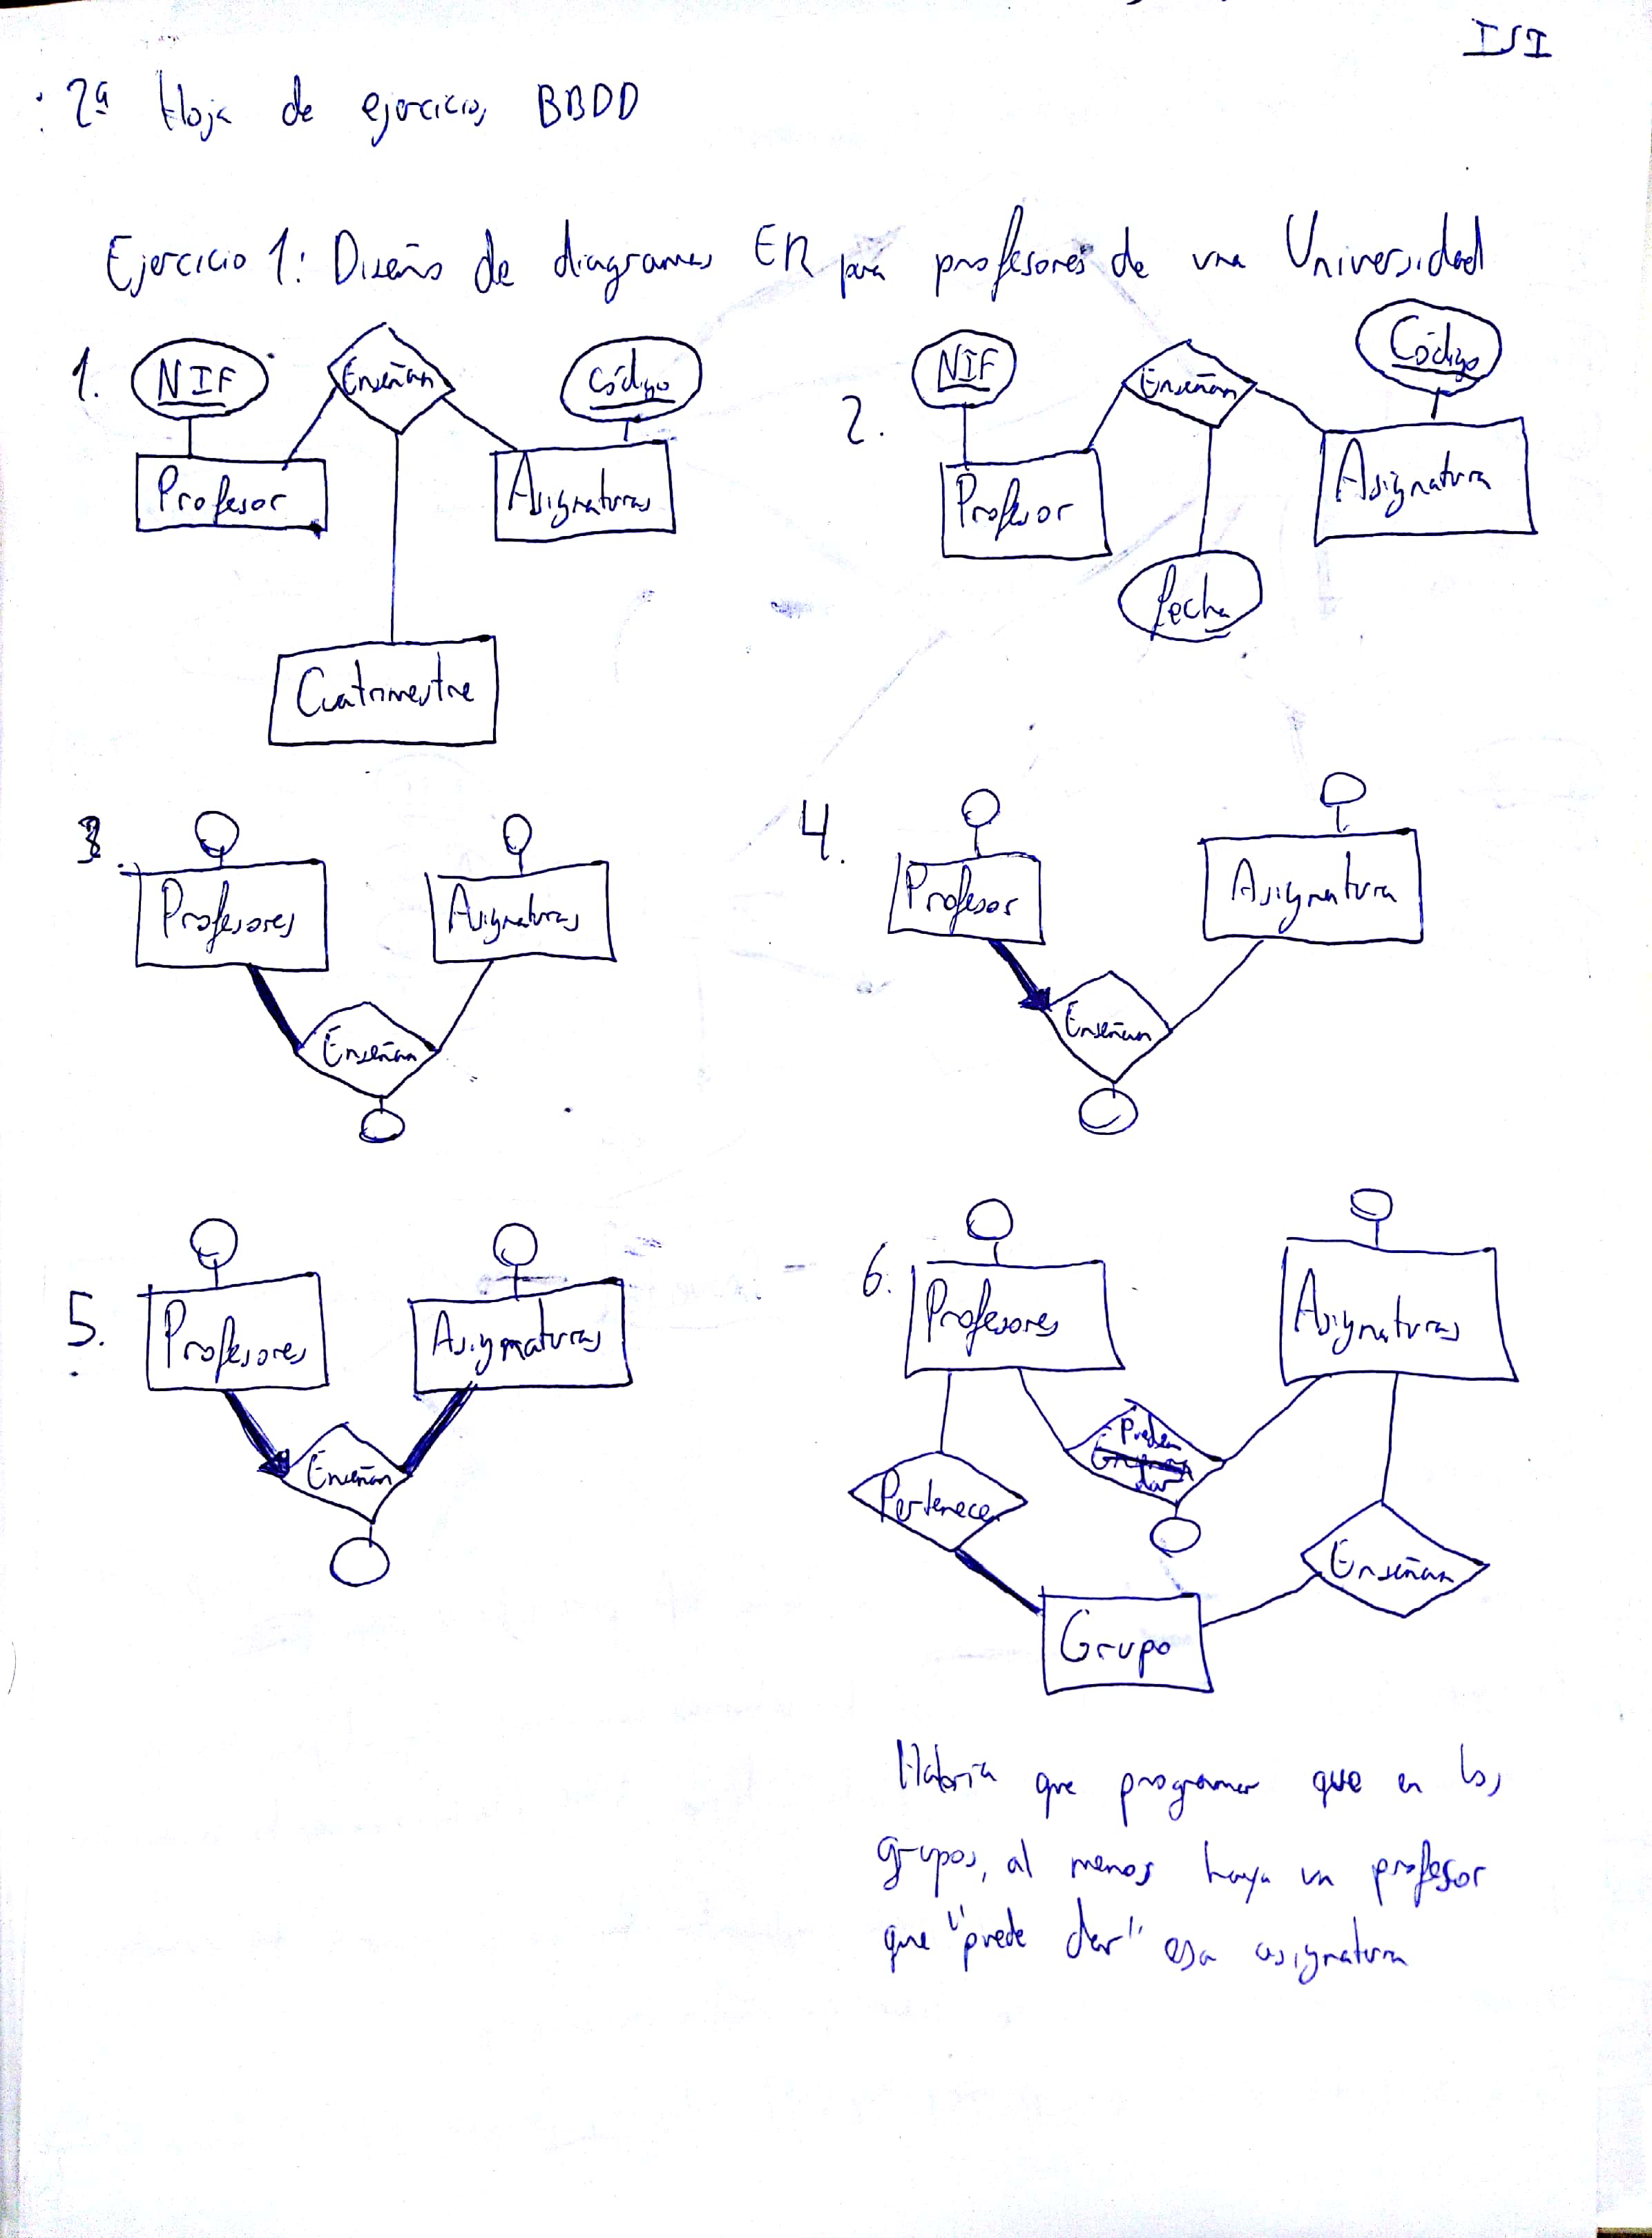 ISI
2ª Hoja de ejercicios BBDD
Ejercicio 1: Diseño de diagramas ER para profesores de una Universidad
1.
NIF
Enseñan
Código
Profesor
Asignaturas
Cuatrimestre
2.
NIF
Enseñan
Código
Profesor
Asignatura
fecha
3.
Profesores
Asignaturas
Enseñan
4.
Profesor
Asignatura
Enseñan
5.
Profesores
Asignaturas
Enseñan
6.
Profesores
Asignaturas
Pueden
dar
Pertenecen
Enseñan
Grupo
Habría que programar que en los
grupos, al menos haya un profesor
que "puede dar" esa asignatura